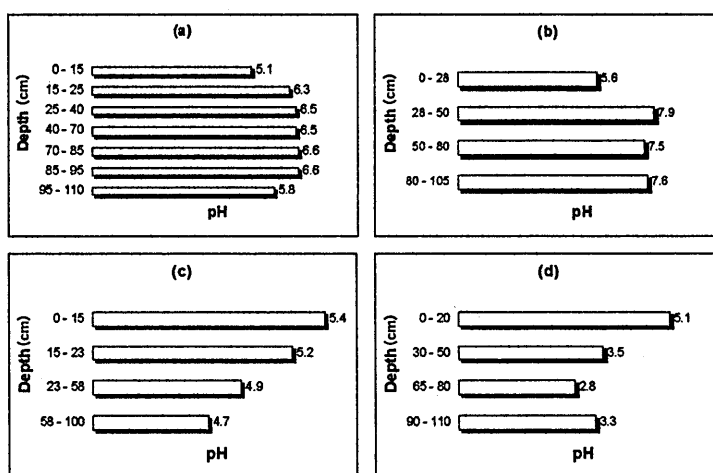 (a)
Depth (cm)
0 - 15 5.1
15 - 25 6.3
25 - 40 6.5
40 - 70 6.5
70 - 85 6.6
85 - 95 6.6
95 - 110 5.8
pH
(b)
Depth (cm)
0 - 28 5.6
28 - 50 7.9
50 - 80 7.5
80 - 105 7.6
pH
(c)
Depth (cm)
0 - 15 5.4
15 - 23 5.2
23 - 58 4.9
58 - 100 4.7
pH
(d)
Depth (cm)
0 - 20 5.1
30 - 50 3.5
65 - 80 2.8
90 - 110 3.3
pH